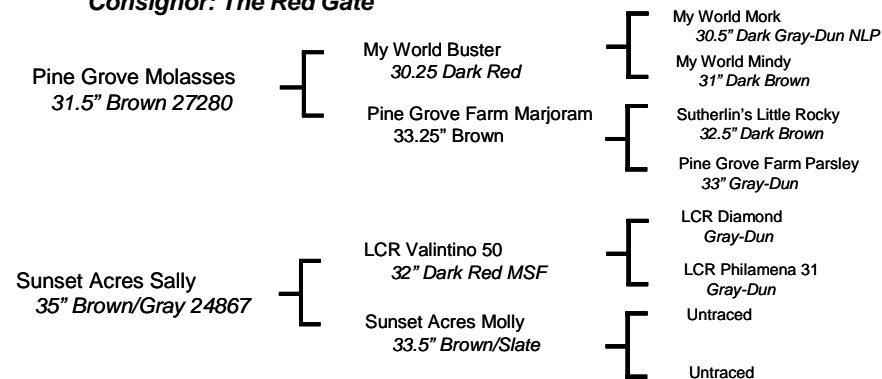 Consignor: The Red Gate
My World Mork
30.5” Dark Gray-Dun NLP
My World Buster
30.25 Dark Red
My World Mindy
31” Dark Brown
Pine Grove Molasses
31.5” Brown 27280
Pine Grove Farm Marjoram
33.25” Brown
Sutherlin’s Little Rocky
32.5” Dark Brown
Pine Grove Farm Parsley
33” Gray-Dun
LCR Diamond
Gray-Dun
LCR Valintino 50
32” Dark Red MSF
LCR Philamena 31
Gray-Dun
Sunset Acres Sally
35” Brown/Gray 24867
Sunset Acres Molly
33.5” Brown/Slate
Untraced
Untraced